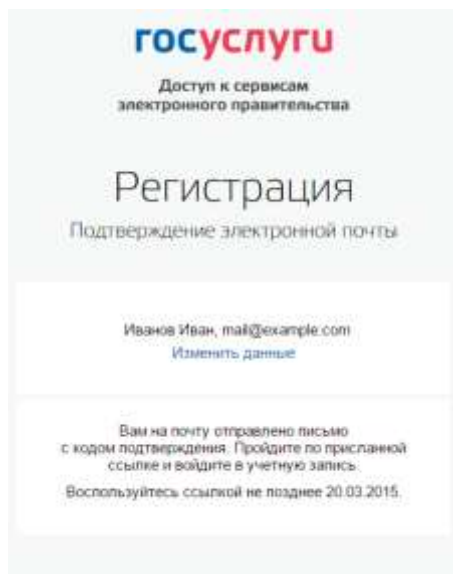 госуслуги
Доступ к сервисам
электронного правительства
Регистрация
Подтверждение электронной почты
Иванов Иван, mail@example.com
Изменить данные
Вам на почту отправлено письмо
с кодом подтверждения. Пройдите по присланной
ссылке и войдите в учетную запись.
Воспользуйтесь ссылкой не позднее 20.03.2015.